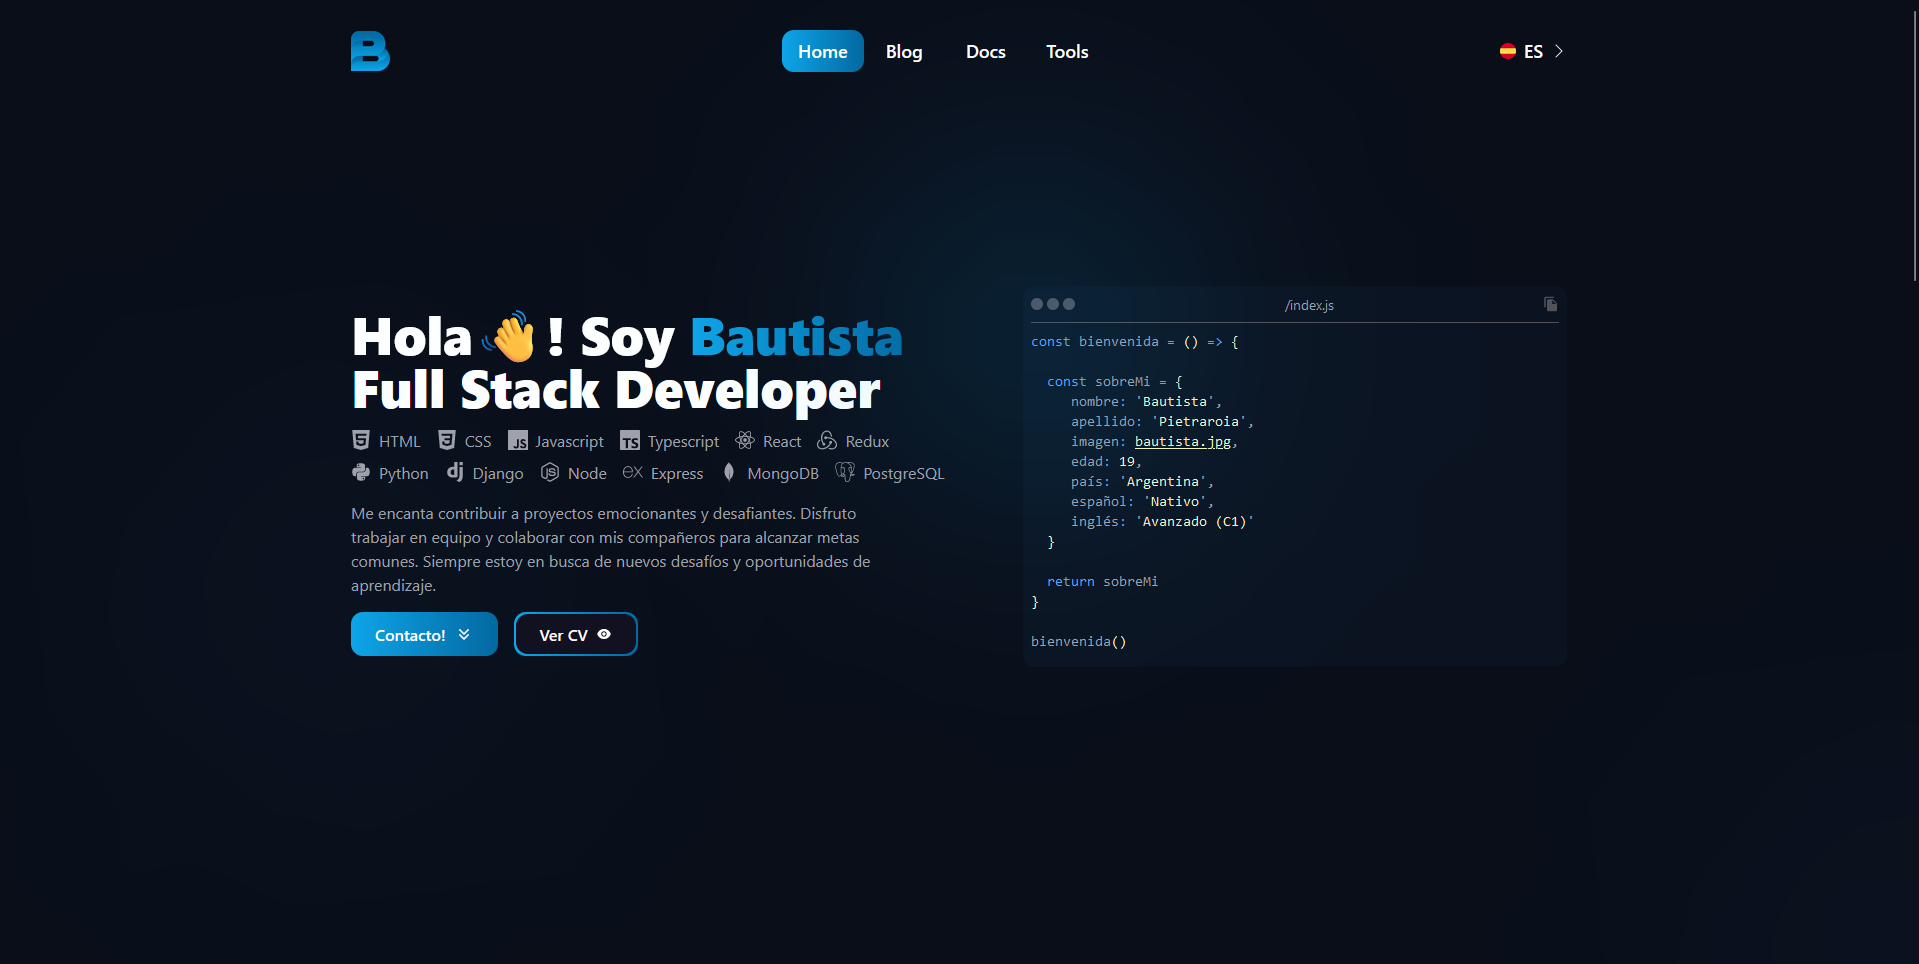 B
Home Blog Docs Tools
ES
Hola 👋 ! Soy Bautista
Full Stack Developer
HTML CSS JS Javascript TS Typescript React Redux
Python dj Django JS Node eX Express MongoDB PostgreSQL
Me encanta contribuir a proyectos emocionantes y desafiantes. Disfruto
trabajar en equipo y colaborar con mis compañeros para alcanzar metas
comunes. Siempre estoy en busca de nuevos desafíos y oportunidades de
aprendizaje.
Contacto! Ver CV
/index.js
const bienvenida = () => {
const sobreMi = {
nombre: 'Bautista',
apellido: 'Pietraroia',
imagen: bautista.jpg,
edad: 19,
país: 'Argentina',
español: 'Nativo',
inglés: 'Avanzado (C1)'
}
return sobreMi
}
bienvenida()